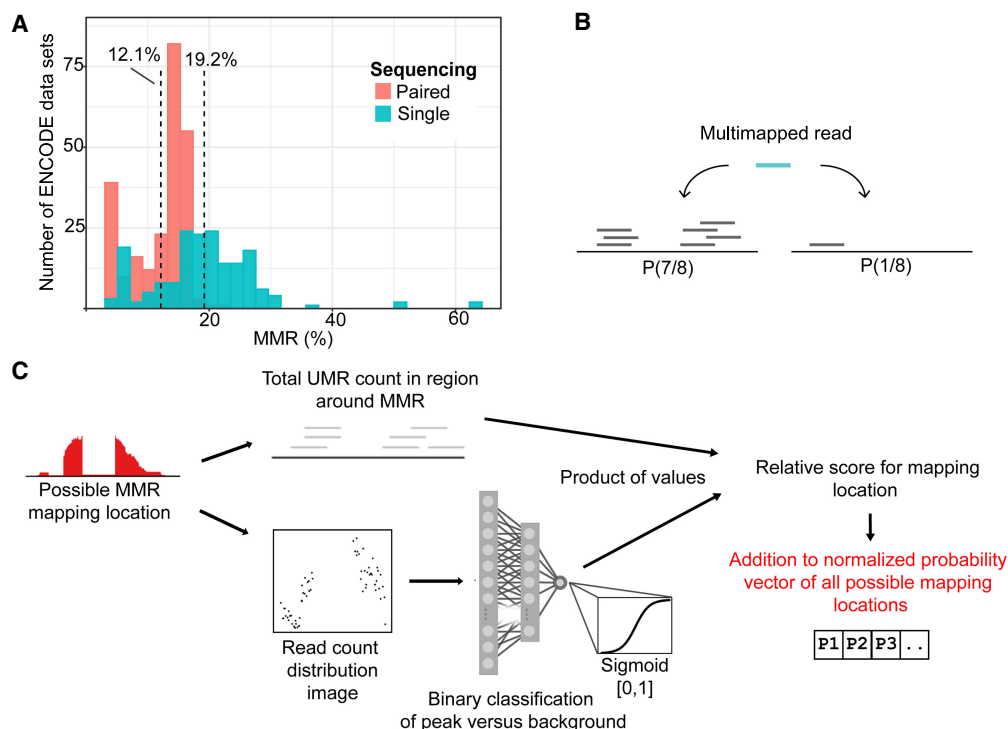 A
Number of ENCODE data sets
75
50
25
12.1%
19.2%
Sequencing
Paired
Single
20
40
60
MMR (%)
B
Multimapped read
P(7/8)
P(1/8)
C
Possible MMR
mapping location
Total UMR count in region
around MMR
Read count
distribution
image
Binary classification
of peak versus background
Sigmoid
[0,1]
Product of values
Relative score for mapping
location
Addition to normalized probability
vector of all possible mapping
locations
P1 P2 P3 ..